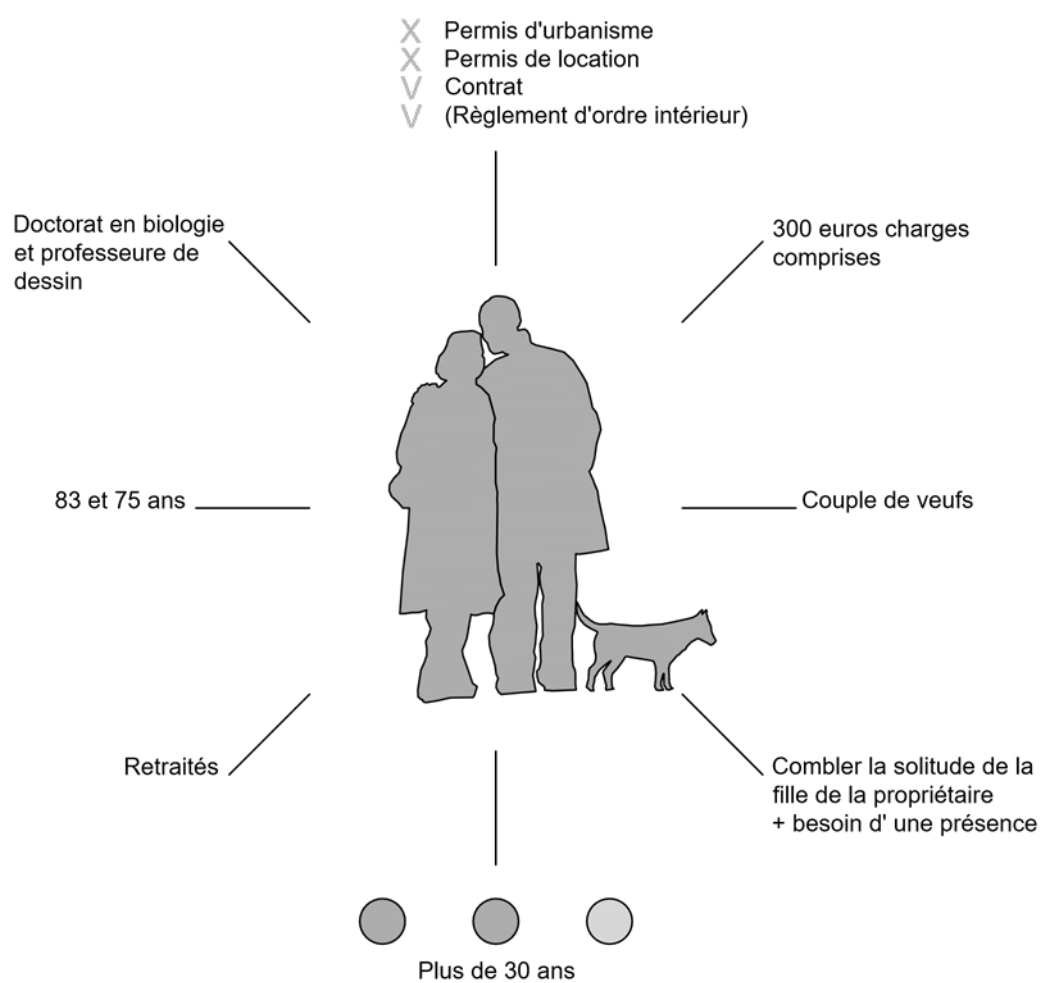 X Permis d'urbanisme
X Permis de location
V Contrat
V (Règlement d'ordre intérieur)
Doctorat en biologie
et professeure de
dessin
300 euros charges
comprises
83 et 75 ans
Couple de veufs
Retraités
Combler la solitude de la
fille de la propriétaire
+ besoin d' une présence
Plus de 30 ans